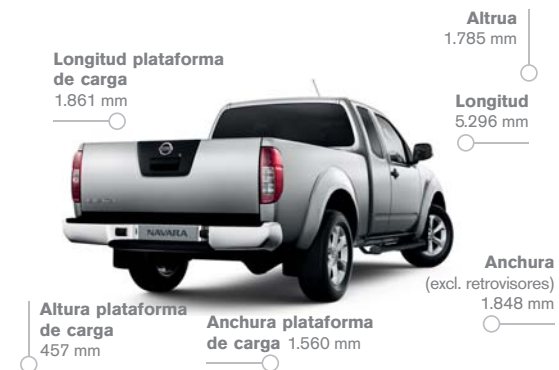 Altrua
1.785 mm
Longitud plataforma
de carga
1.861 mm
Longitud
5.296 mm
NAVARA
Anchura
(excl. retrovisores)
1.848 mm
Altura plataforma
de carga
457 mm
Anchura plataforma
de carga 1.560 mm